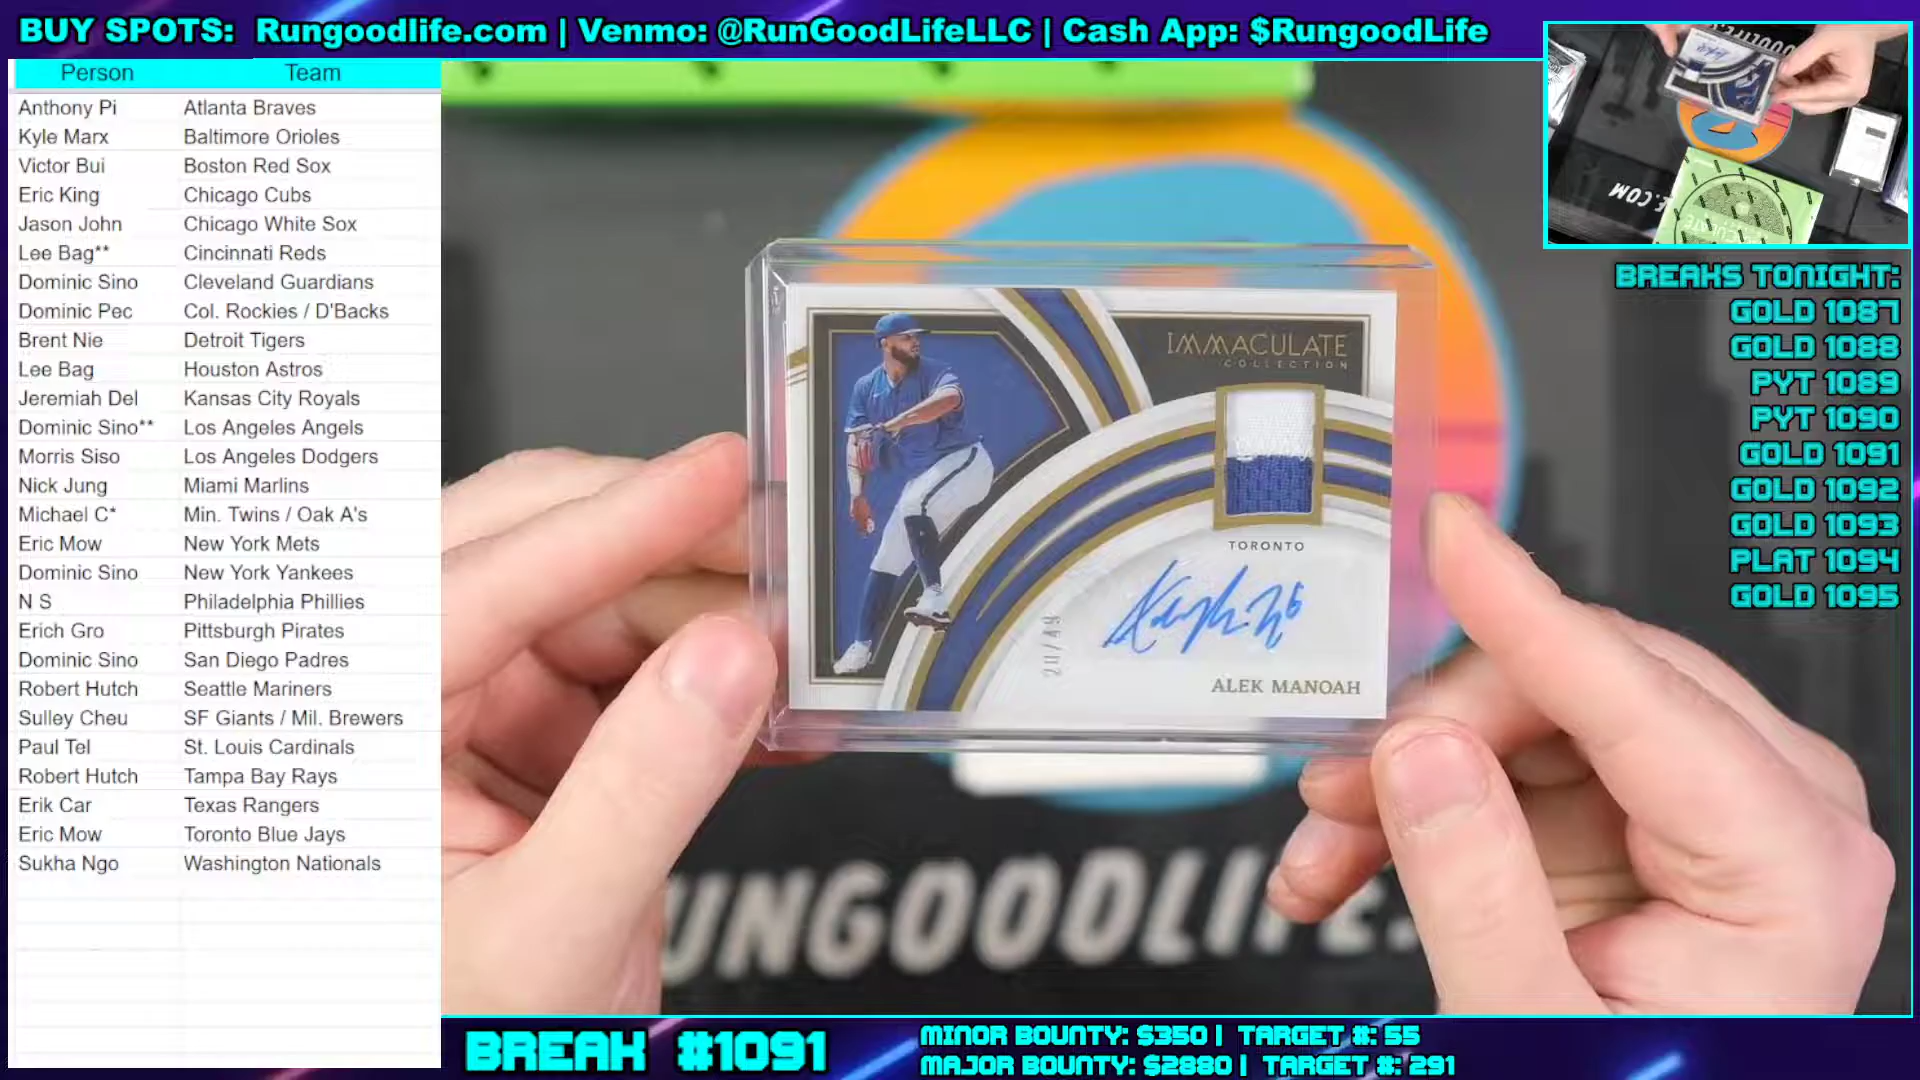 BUY SPOTS: Rungoodlife.com | Venmo: @RunGoodLifeLLC | Cash App: $RungoodLife
Person Team
Anthony Pi Atlanta Braves
Kyle Marx Baltimore Orioles
Victor Bui Boston Red Sox
Eric King Chicago Cubs
Jason John Chicago White Sox
Lee Bag** Cincinnati Reds
Dominic Sino Cleveland Guardians
Dominic Pec Col. Rockies / D'Backs
Brent Nie Detroit Tigers
Lee Bag Houston Astros
Jeremiah Del Kansas City Royals
Dominic Sino** Los Angeles Angels
Morris Siso Los Angeles Dodgers
Nick Jung Miami Marlins
Michael C* Min. Twins / Oak A's
Eric Mow New York Mets
Dominic Sino New York Yankees
N S Philadelphia Phillies
Erich Gro Pittsburgh Pirates
Dominic Sino San Diego Padres
Robert Hutch Seattle Mariners
Sulley Cheu SF Giants / Mil. Brewers
Paul Tel St. Louis Cardinals
Robert Hutch Tampa Bay Rays
Erik Car Texas Rangers
Eric Mow Toronto Blue Jays
Sukha Ngo Washington Nationals
IMMACULATE
COLLECTION
TORONTO
20/49
ALEK MANOAH
UNGOODLIFE.
BREAKS TONIGHT:
GOLD 1087
GOLD 1088
PYT 1089
PYT 1090
GOLD 1091
GOLD 1092
GOLD 1093
PLAT 1094
GOLD 1095
BREAK #1091
MINOR BOUNTY: $350 | TARGET #: 55
MAJOR BOUNTY: $2880 | TARGET #: 291